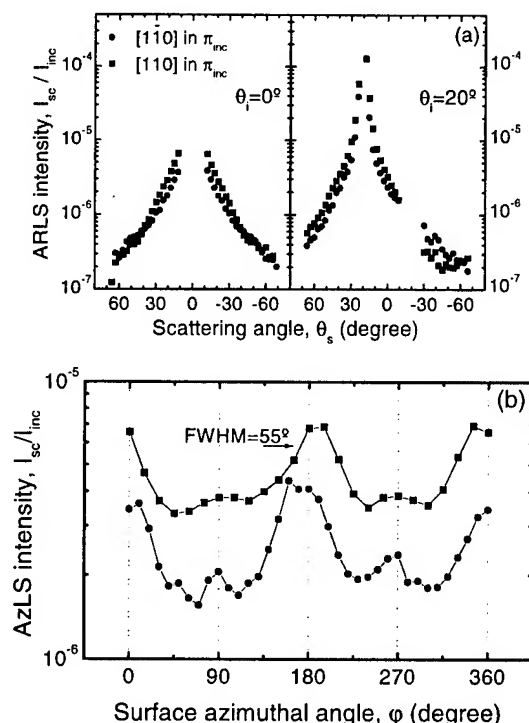 ARLS intensity, I_sc / I_inc
10^-4
10^-5
10^-6
10^-7
● [1-10] in π_inc
■ [110] in π_inc
(a)
θ_i=0º
θ_i=20º
10^-4
10^-5
10^-6
10^-7
60 30 0 -30 -60
60 30 0 -30 -60
Scattering angle, θ_s (degree)
AzLS intensity, I_sc/I_inc
10^-5
10^-6
(b)
FWHM=55º
0 90 180 270 360
Surface azimuthal angle, φ (degree)